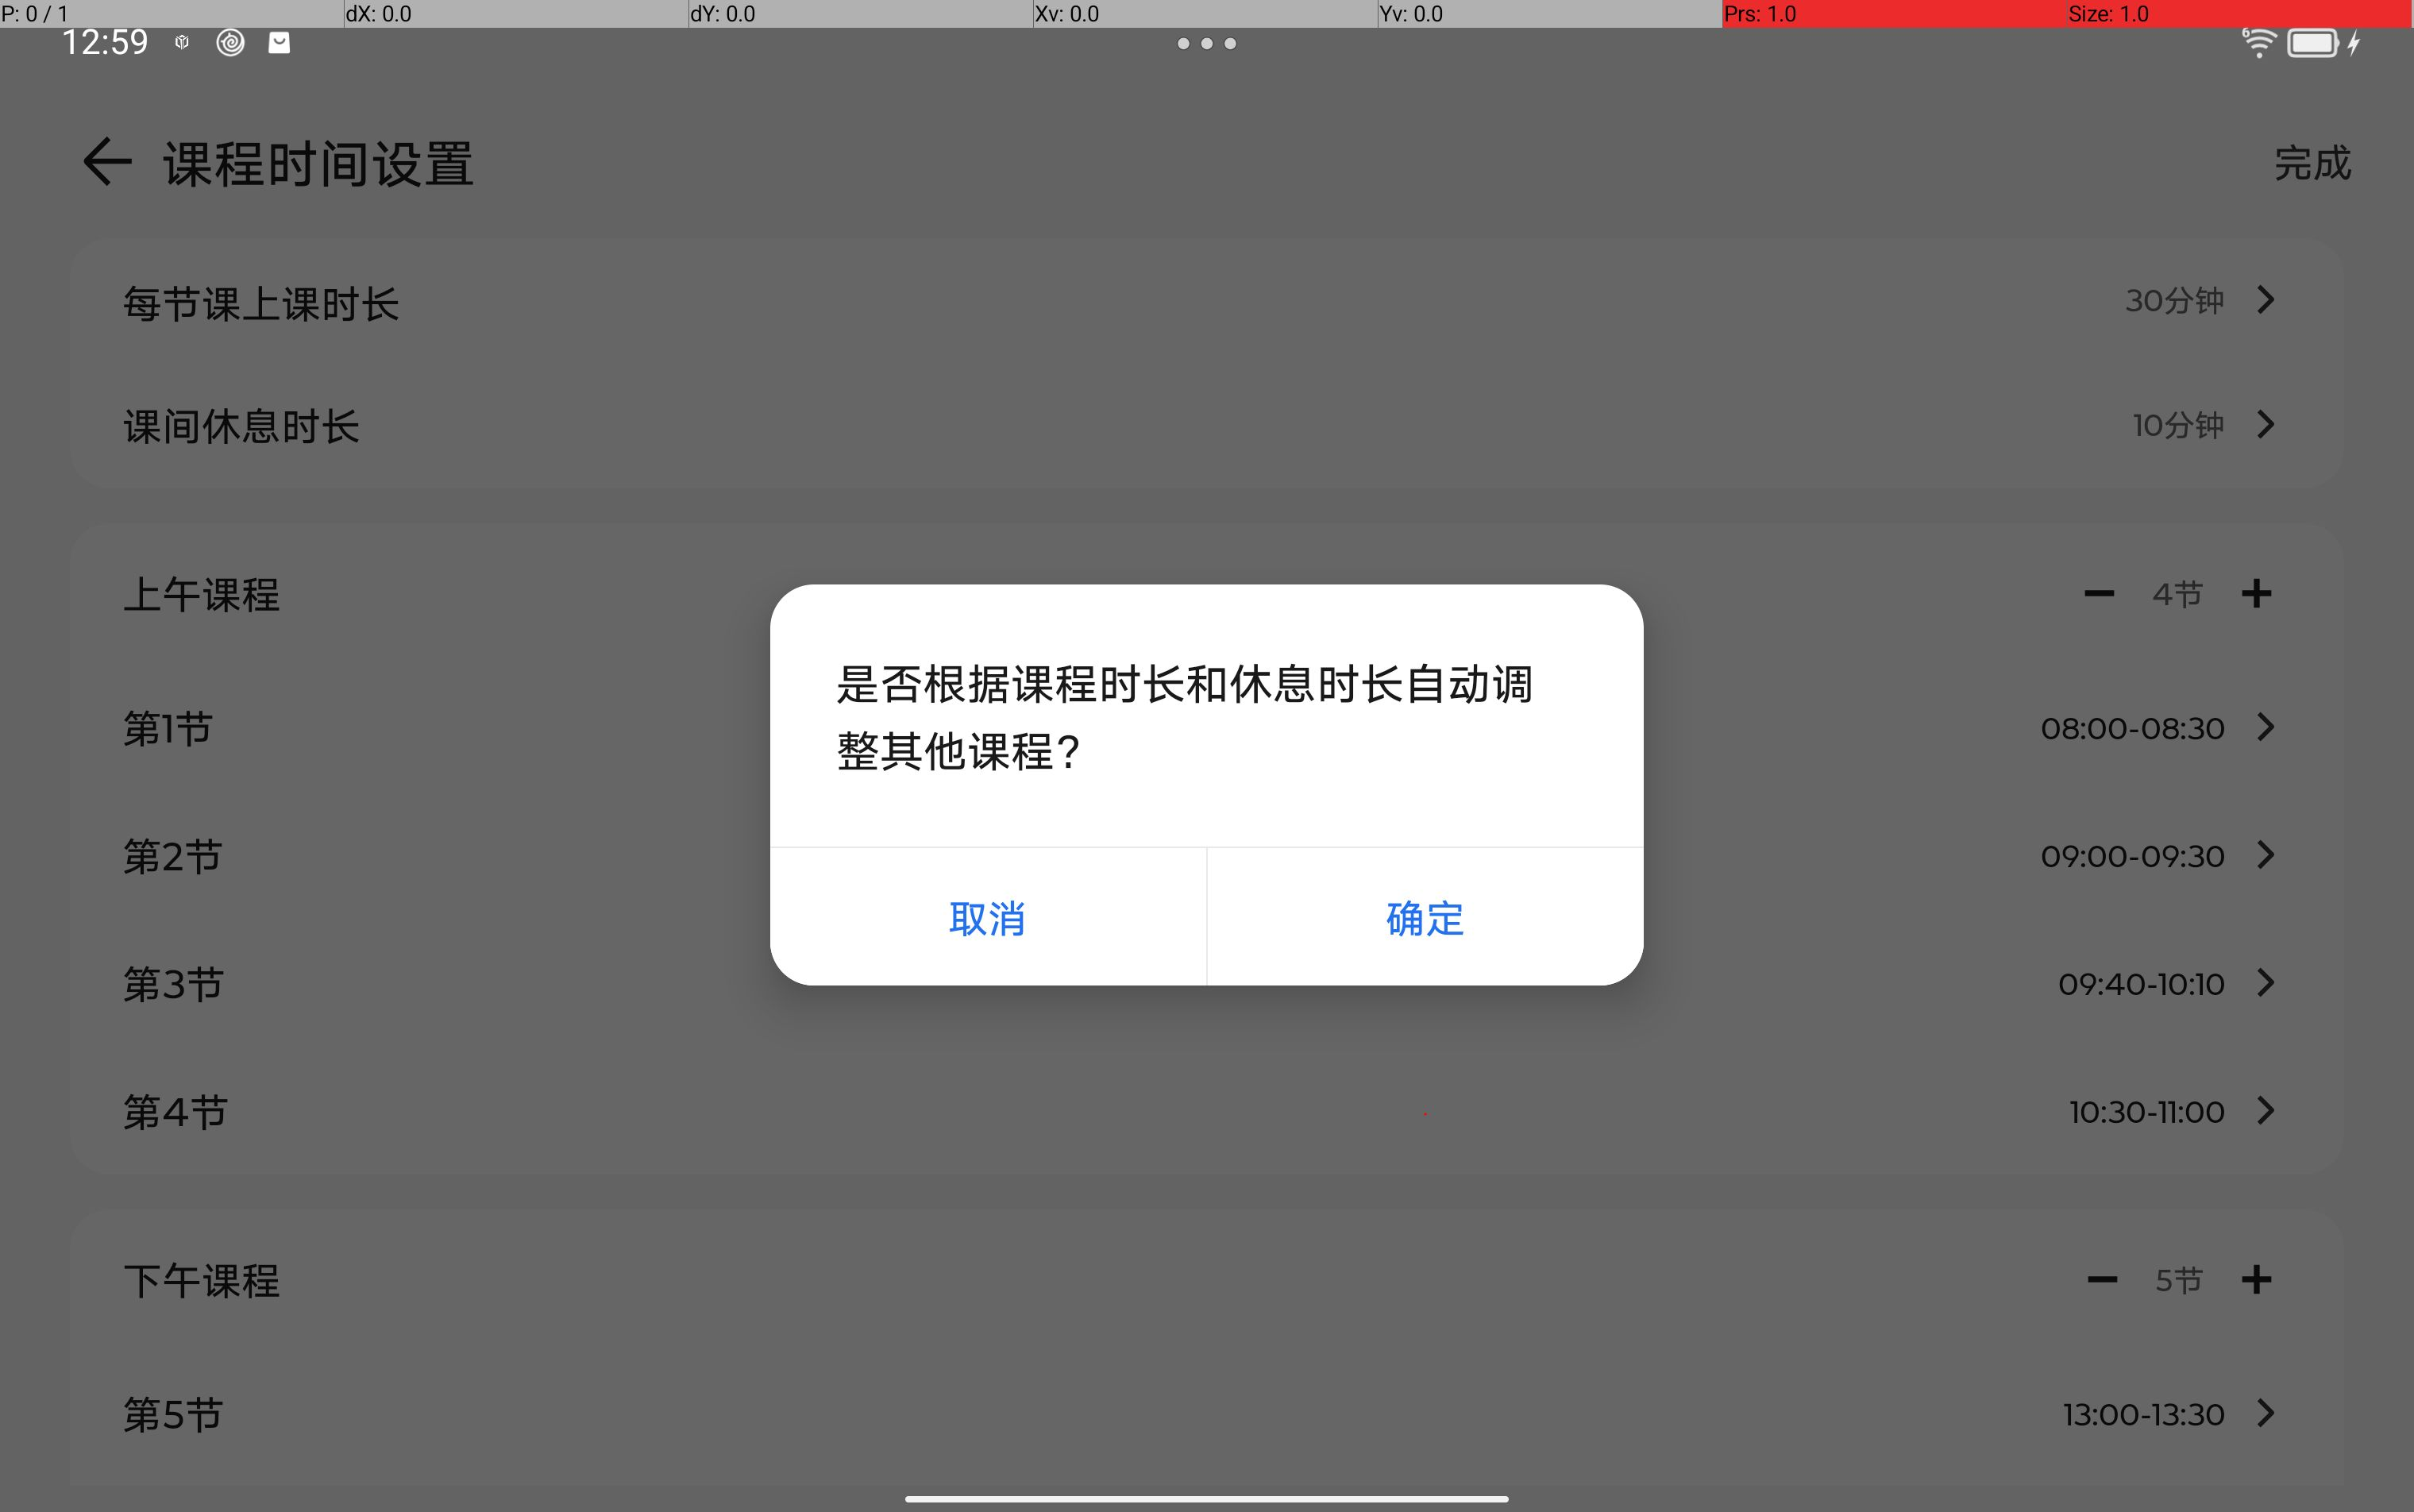 P: 0 / 1 dX: 0.0 dY: 0.0 Xv: 0.0 Yv: 0.0 Prs: 1.0 Size: 1.0
12:59 6
课程时间设置 完成
每节课上课时长 30分钟
课间休息时长 10分钟
上午课程 4节
是否根据课程时长和休息时长自动调
整其他课程?
第1节 08:00-08:30
第2节 09:00-09:30
取消 确定
第3节 09:40-10:10
第4节 10:30-11:00
下午课程 5节
第5节 13:00-13:30